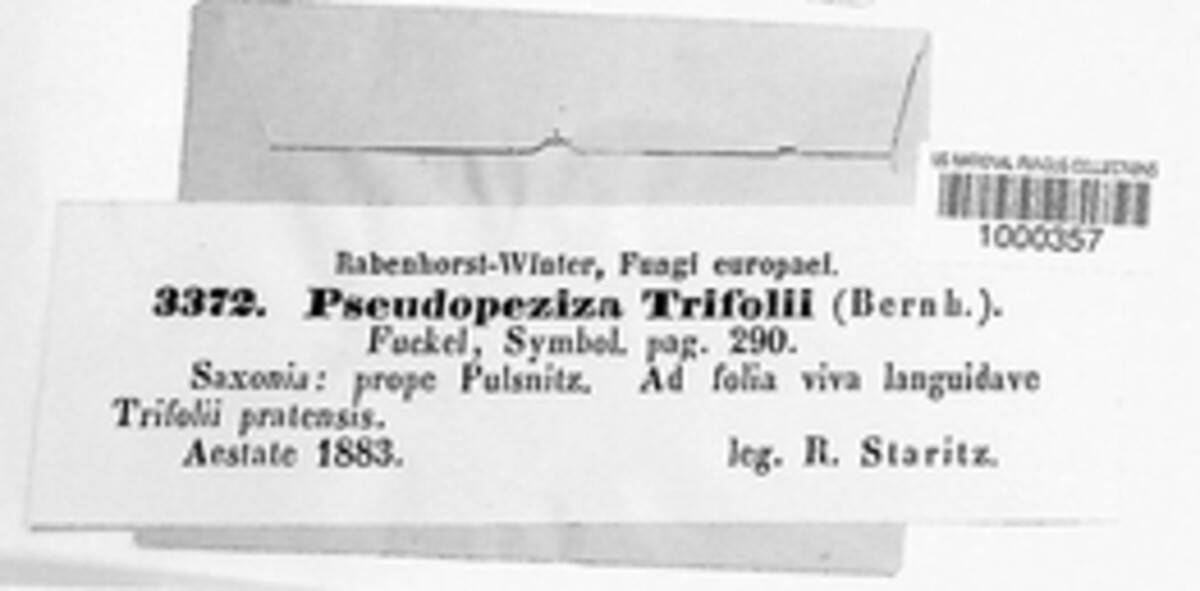 US NATIONAL FUNGUS COLLECTIONS
1000357
Rabenhorst-Winter, Fungi europaei.
3372. Pseudopeziza Trifolii (Bernh.).
Fuckel, Symbol. pag. 290.
Saxonia: prope Pulsnitz. Ad folia viva languidave
Trifolii pratensis.
Aestate 1883. leg. R. Staritz.